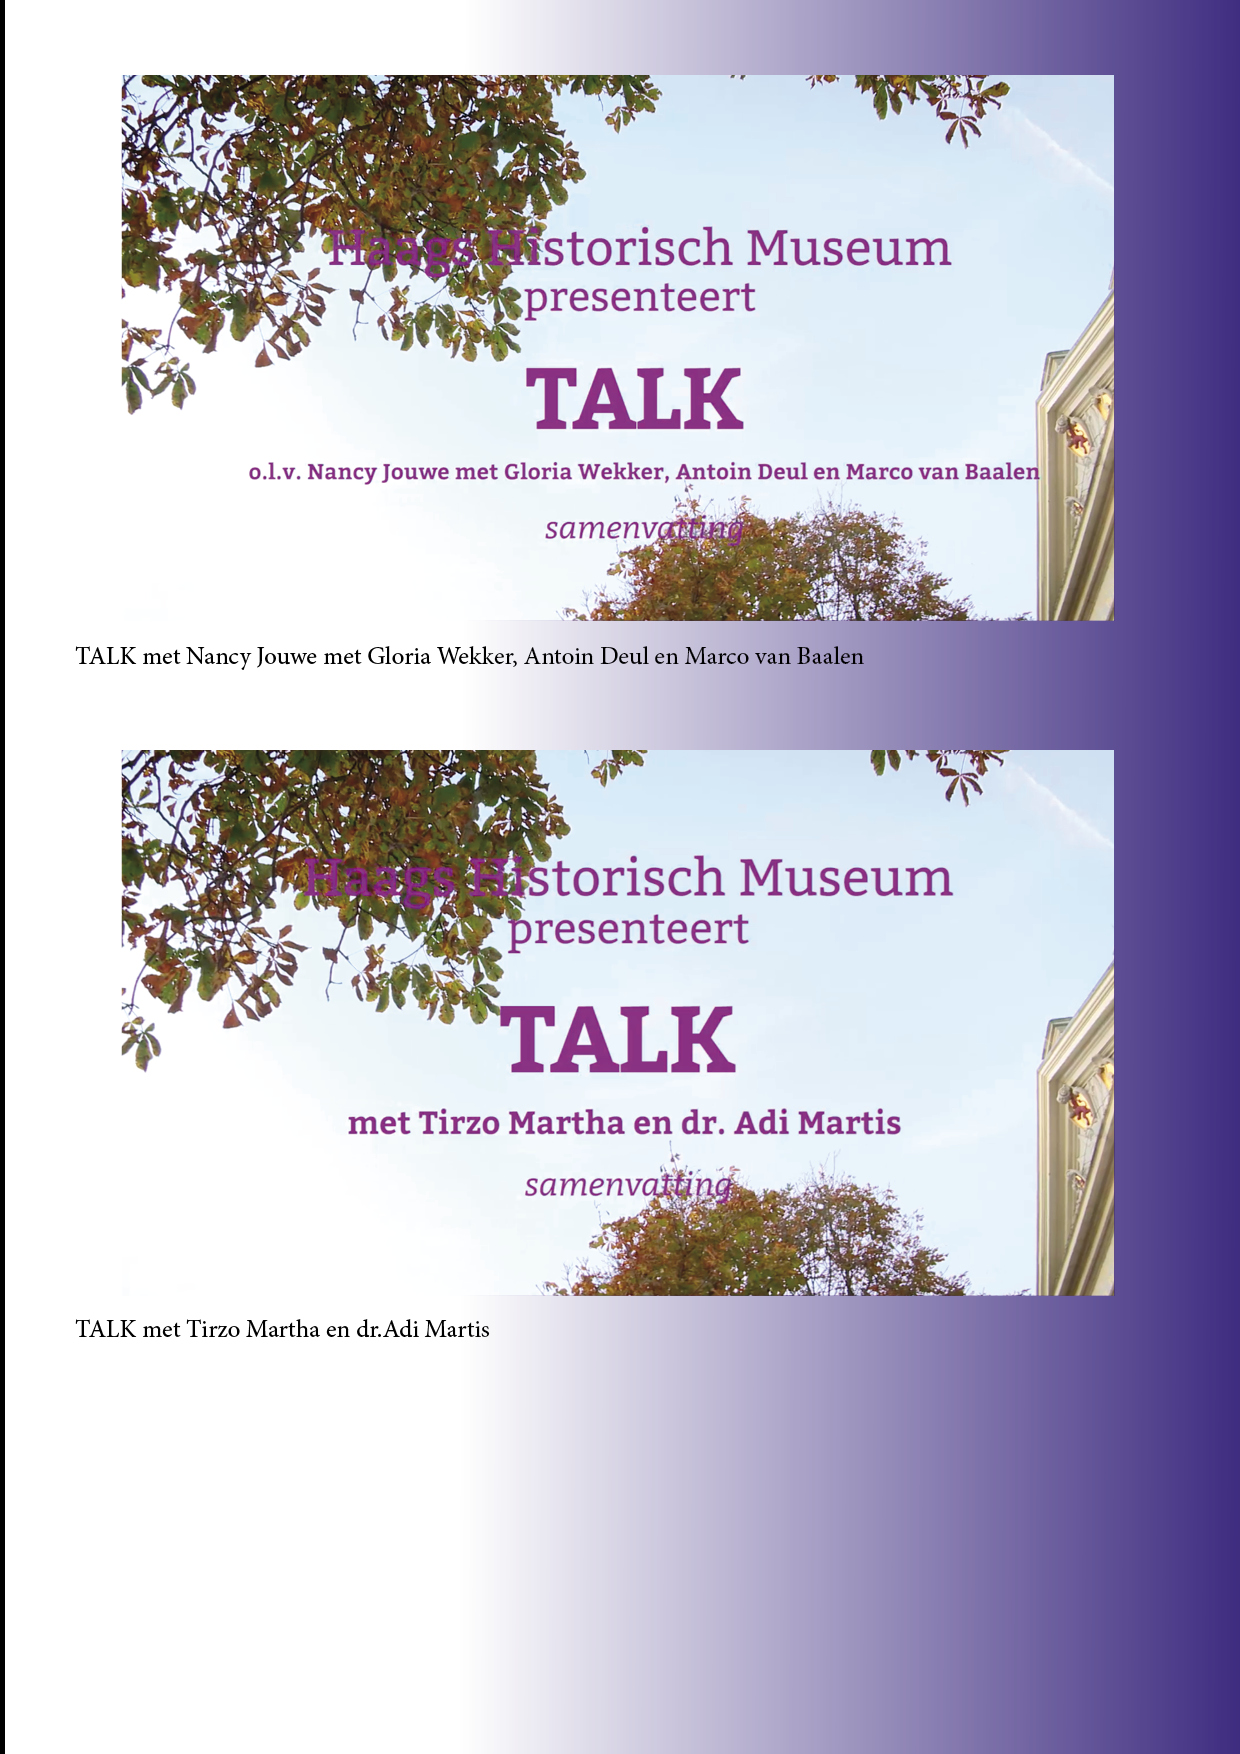 Haags Historisch Museum
presenteert
TALK
o.l.v. Nancy Jouwe met Gloria Wekker, Antoin Deul en Marco van Baalen
samenvatting
TALK met Nancy Jouwe met Gloria Wekker, Antoin Deul en Marco van Baalen
Haags Historisch Museum
presenteert
TALK
met Tirzo Martha en dr. Adi Martis
samenvatting
TALK met Tirzo Martha en dr.Adi Martis